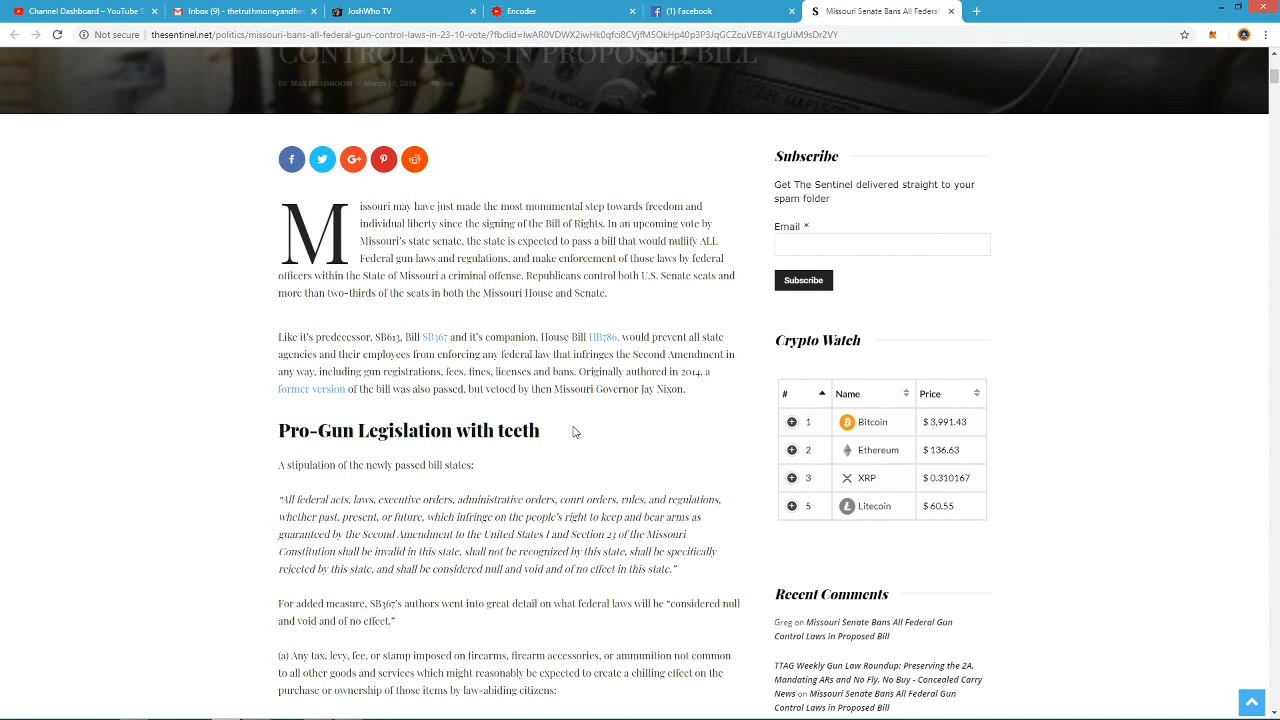 Channel Dashboard – YouTube S
Inbox (9) - thetruthmoneyandfre
JoshWho TV
Encoder
(1) Facebook
Missouri Senate Bans All Federal
Not secure | thesentinel.net/politics/missouri-bans-all-federal-gun-control-laws-in-23-10-vote/?fbclid=IwAR0VDWX2iwHk0qfci8CVjfM5OkHp40p3P3JqGCZcuVEBY4J1gUiM9sDr2VY
CONTROL LAWS IN PROPOSED BILL
BY MAX HEADROOM - March 19, 2019
Missouri may have just made the most monumental step towards freedom and
individual liberty since the signing of the Bill of Rights. In an upcoming vote by
Missouri's state senate, the state is expected to pass a bill that would nullify ALL
Federal gun laws and regulations, and make enforcement of those laws by federal
officers within the State of Missouri a criminal offense. Republicans control both U.S. Senate seats and
more than two-thirds of the seats in both the Missouri House and Senate.
Like it's predecessor, SB613, Bill SB367 and it's companion, House Bill HB786, would prevent all state
agencies and their employees from enforcing any federal law that infringes the Second Amendment in
any way, including gun registrations, fees, fines, licenses and bans. Originally authored in 2014, a
former version of the bill was also passed, but vetoed by then Missouri Governor Jay Nixon.
Pro-Gun Legislation with teeth
A stipulation of the newly passed bill states:
“All federal acts, laws, executive orders, administrative orders, court orders, rules, and regulations,
whether past, present, or future, which infringe on the people's right to keep and bear arms as
guaranteed by the Second Amendment to the United States I and Section 23 of the Missouri
Constitution shall be invalid in this state, shall not be recognized by this state, shall be specifically
rejected by this state, and shall be considered null and void and of no effect in this state.”
For added measure, SB367's authors went into great detail on what federal laws will be “considered null
and void and of no effect.”
(a) Any tax, levy, fee, or stamp imposed on firearms, firearm accessories, or ammunition not common
to all other goods and services which might reasonably be expected to create a chilling effect on the
purchase or ownership of those items by law-abiding citizens;
Subscribe
Get The Sentinel delivered straight to your
spam folder
Email *
Subscribe
Crypto Watch
# Name Price
1 Bitcoin $ 3,991.43
2 Ethereum $ 136.63
3 XRP $ 0.310167
5 Litecoin $ 60.55
Recent Comments
Greg on Missouri Senate Bans All Federal Gun
Control Laws in Proposed Bill
TTAG Weekly Gun Law Roundup: Preserving the 2A,
Mandating ARs and No Fly, No Buy - Concealed Carry
News on Missouri Senate Bans All Federal Gun
Control Laws in Proposed Bill